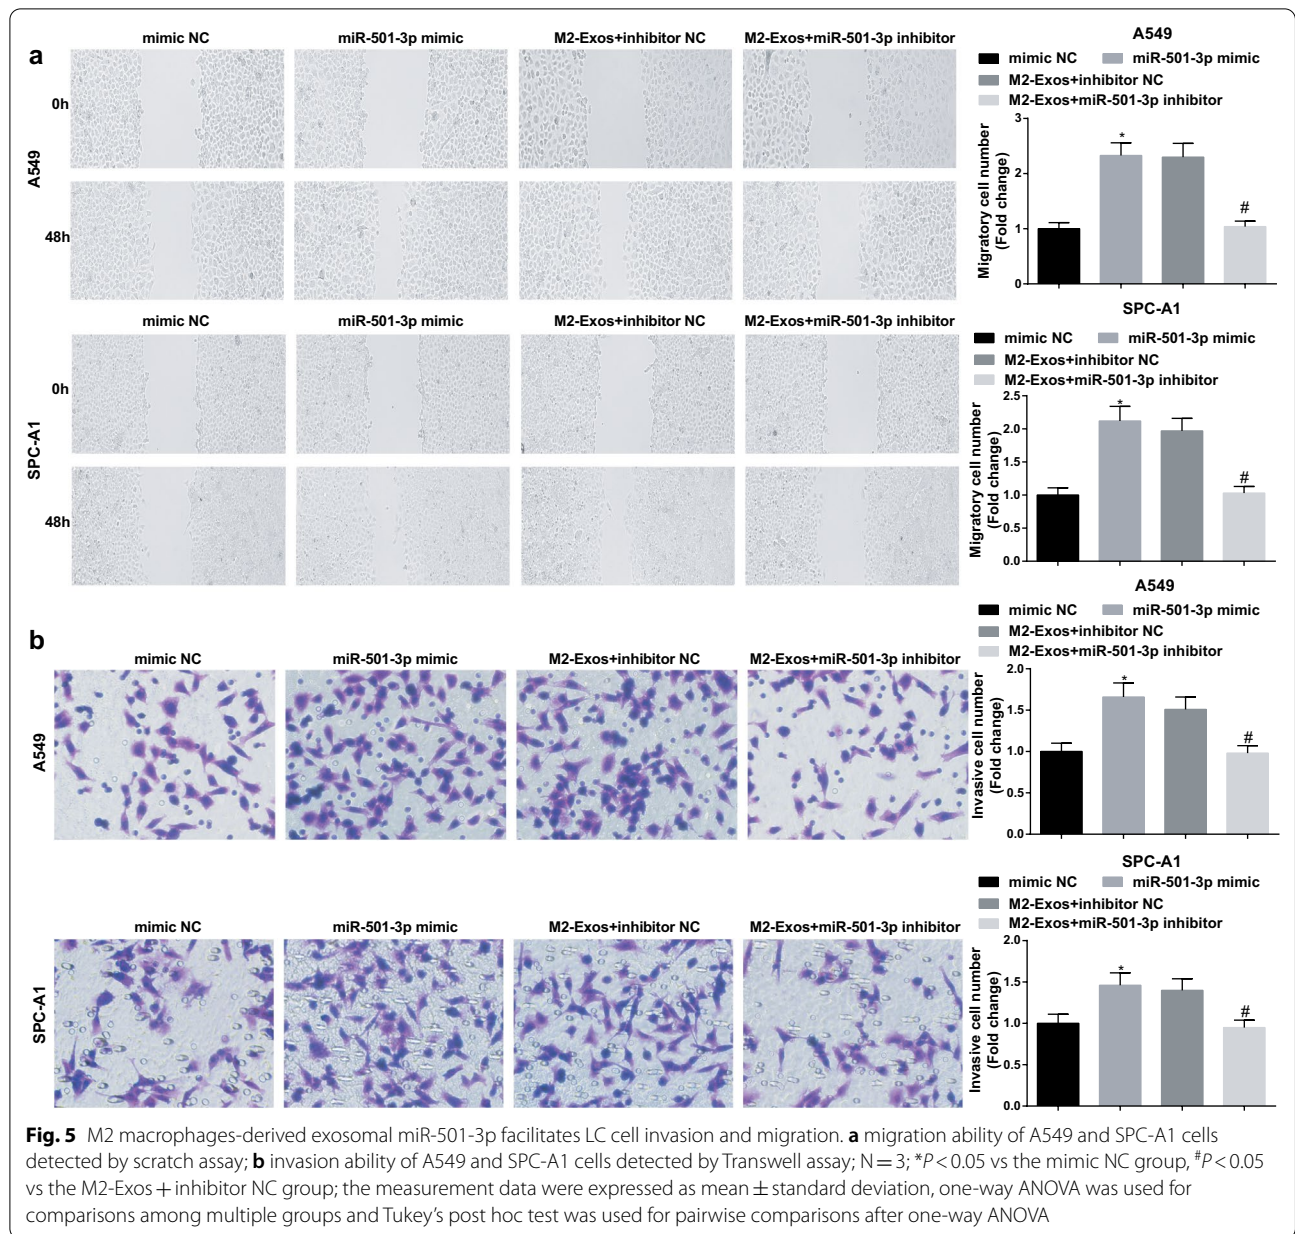 a
mimic NC
miR-501-3p mimic
M2-Exos+inhibitor NC
M2-Exos+miR-501-3p inhibitor
0h
A549
48h
mimic NC
miR-501-3p mimic
M2-Exos+inhibitor NC
M2-Exos+miR-501-3p inhibitor
0h
SPC-A1
48h
A549
mimic NC
miR-501-3p mimic
M2-Exos+inhibitor NC
M2-Exos+miR-501-3p inhibitor
Migratory cell number
(Fold change)
3
2
1
0
*
#
SPC-A1
mimic NC
miR-501-3p mimic
M2-Exos+inhibitor NC
M2-Exos+miR-501-3p inhibitor
Migratory cell number
(Fold change)
2.5
2.0
1.5
1.0
0.5
0.0
*
#
b
mimic NC
miR-501-3p mimic
M2-Exos+inhibitor NC
M2-Exos+miR-501-3p inhibitor
A549
mimic NC
miR-501-3p mimic
M2-Exos+inhibitor NC
M2-Exos+miR-501-3p inhibitor
SPC-A1
A549
mimic NC
miR-501-3p mimic
M2-Exos+inhibitor NC
M2-Exos+miR-501-3p inhibitor
Invasive cell number
(Fold change)
2.0
1.5
1.0
0.5
0.0
*
#
SPC-A1
mimic NC
miR-501-3p mimic
M2-Exos+inhibitor NC
M2-Exos+miR-501-3p inhibitor
Invasive cell number
(Fold change)
2.0
1.5
1.0
0.5
0.0
*
#
Fig. 5 M2 macrophages-derived exosomal miR-501-3p facilitates LC cell invasion and migration. a migration ability of A549 and SPC-A1 cells
detected by scratch assay; b invasion ability of A549 and SPC-A1 cells detected by Transwell assay; N = 3; *P < 0.05 vs the mimic NC group, #P < 0.05
vs the M2-Exos + inhibitor NC group; the measurement data were expressed as mean ± standard deviation, one-way ANOVA was used for
comparisons among multiple groups and Tukey's post hoc test was used for pairwise comparisons after one-way ANOVA